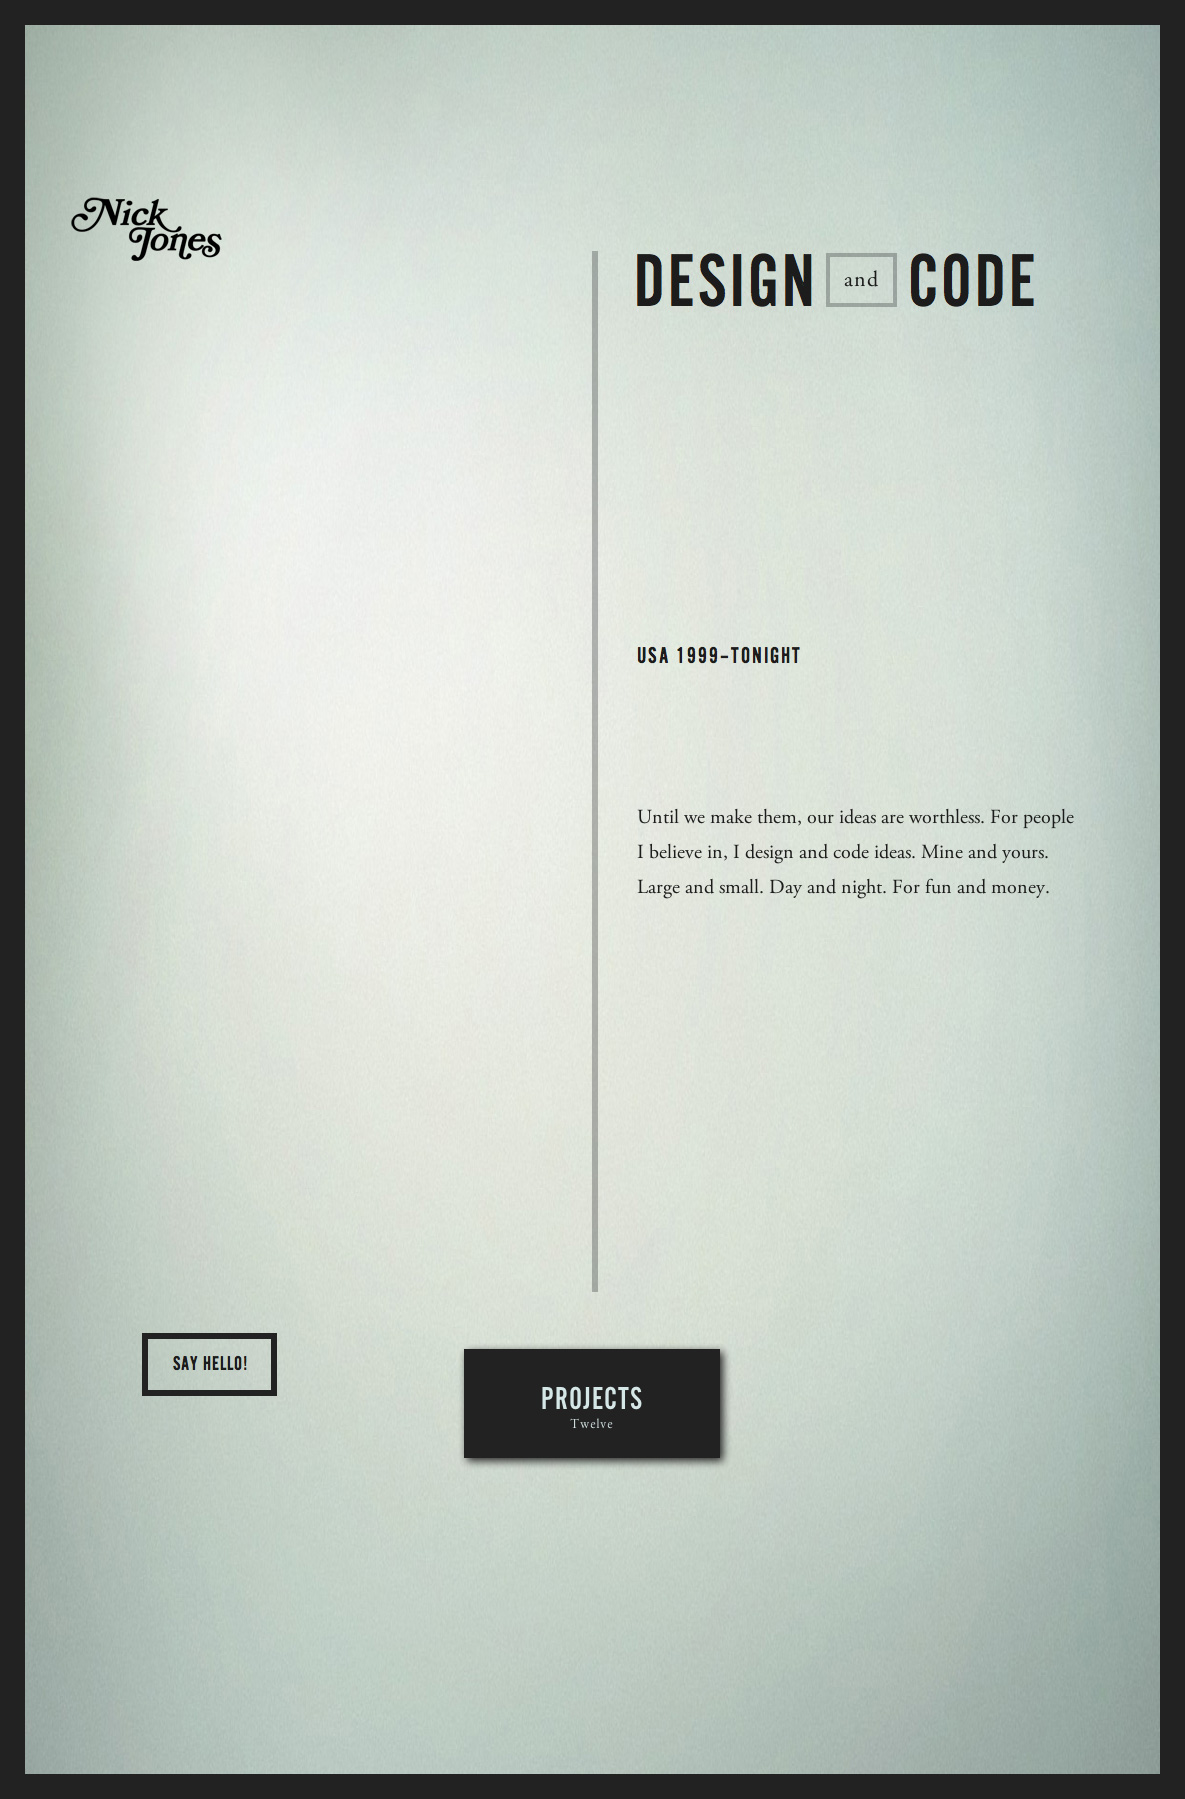 Nick
Jones
DESIGN and CODE
USA 1999–TONIGHT
Until we make them, our ideas are worthless. For people
I believe in, I design and code ideas. Mine and yours.
Large and small. Day and night. For fun and money.
SAY HELLO!
PROJECTS
Twelve